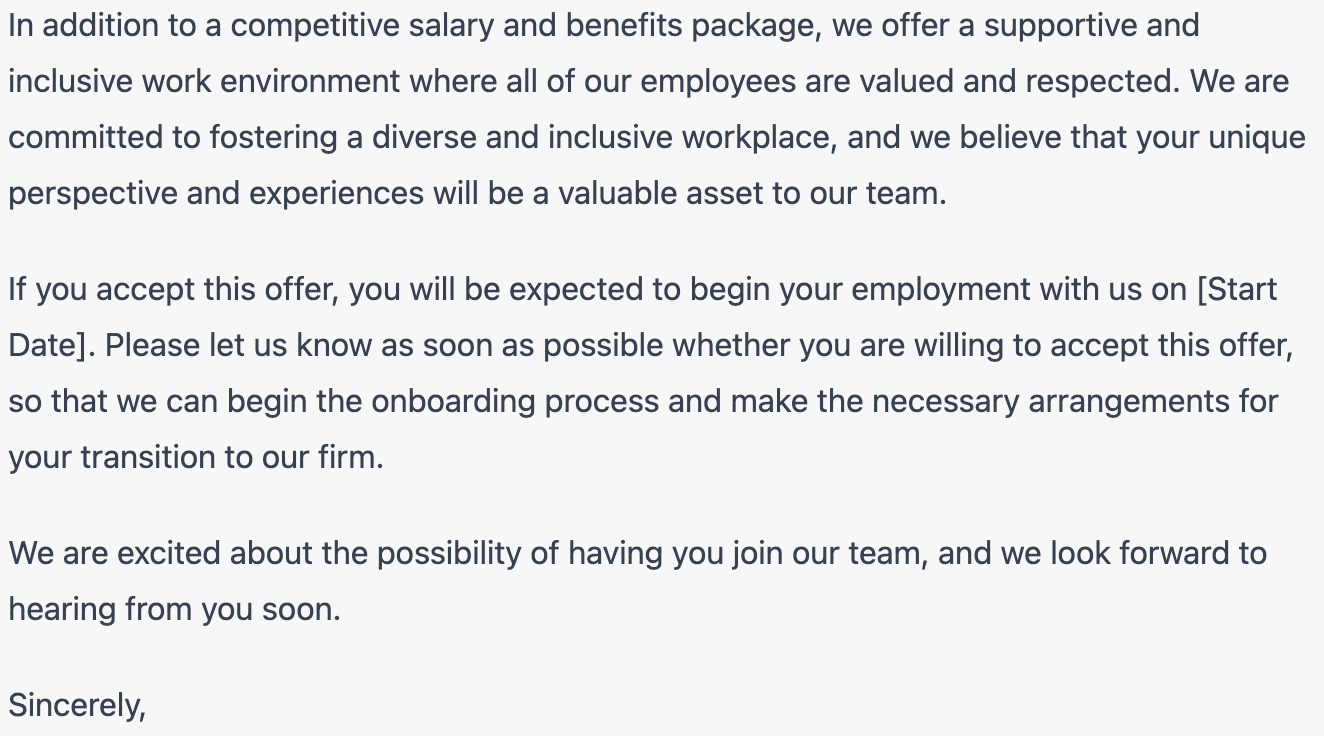 In addition to a competitive salary and benefits package, we offer a supportive and
inclusive work environment where all of our employees are valued and respected. We are
committed to fostering a diverse and inclusive workplace, and we believe that your unique
perspective and experiences will be a valuable asset to our team.
If you accept this offer, you will be expected to begin your employment with us on [Start
Date]. Please let us know as soon as possible whether you are willing to accept this offer,
so that we can begin the onboarding process and make the necessary arrangements for
your transition to our firm.
We are excited about the possibility of having you join our team, and we look forward to
hearing from you soon.
Sincerely,